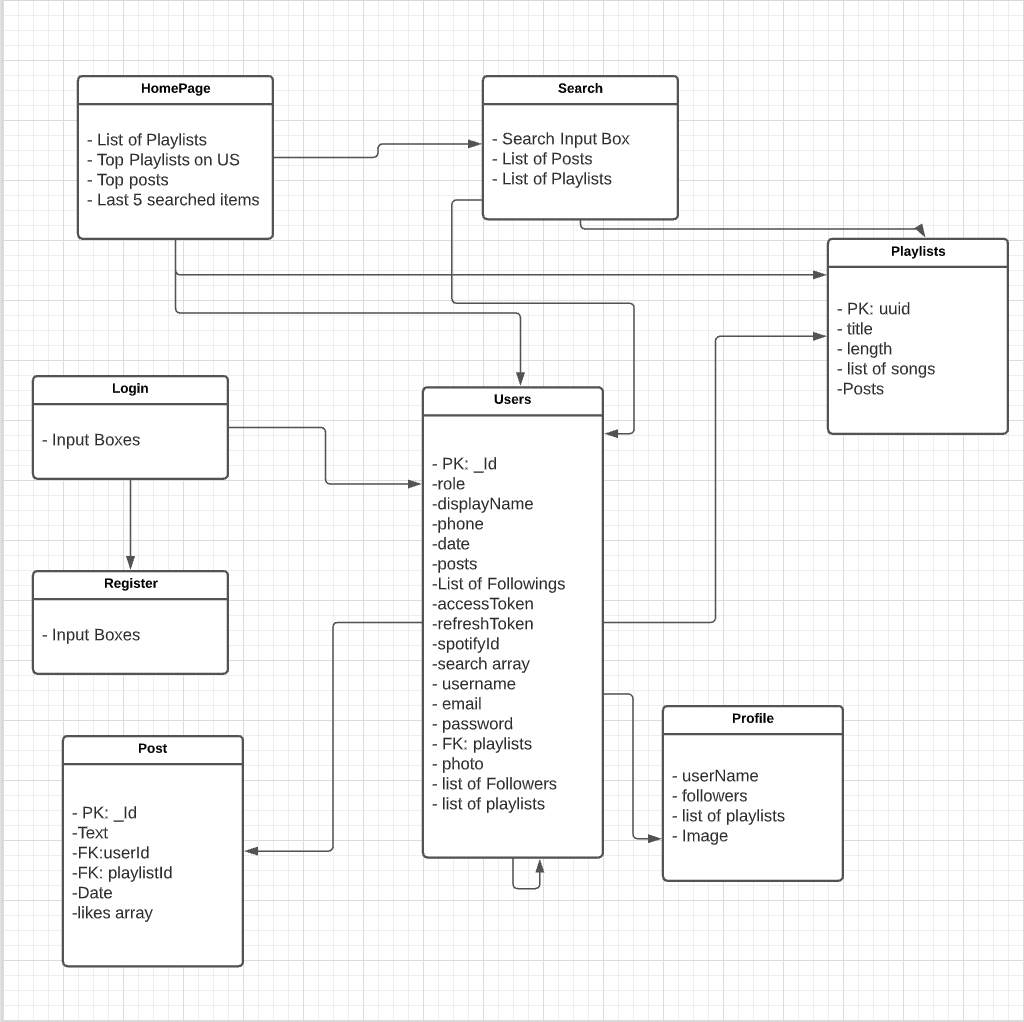 HomePage
- List of Playlists
- Top Playlists on US
- Top posts
- Last 5 searched items
Search
- Search Input Box
- List of Posts
- List of Playlists
Playlists
- PK: uuid
- title
- length
- list of songs
-Posts
Login
- Input Boxes
Users
- PK: _Id
-role
-displayName
-phone
-date
-posts
-List of Followings
-accessToken
-refreshToken
-spotifyId
-search array
- username
- email
- password
- FK: playlists
- photo
- list of Followers
- list of playlists
Register
- Input Boxes
Profile
- userName
- followers
- list of playlists
- Image
Post
- PK: _Id
-Text
-FK:userId
-FK: playlistId
-Date
-likes array